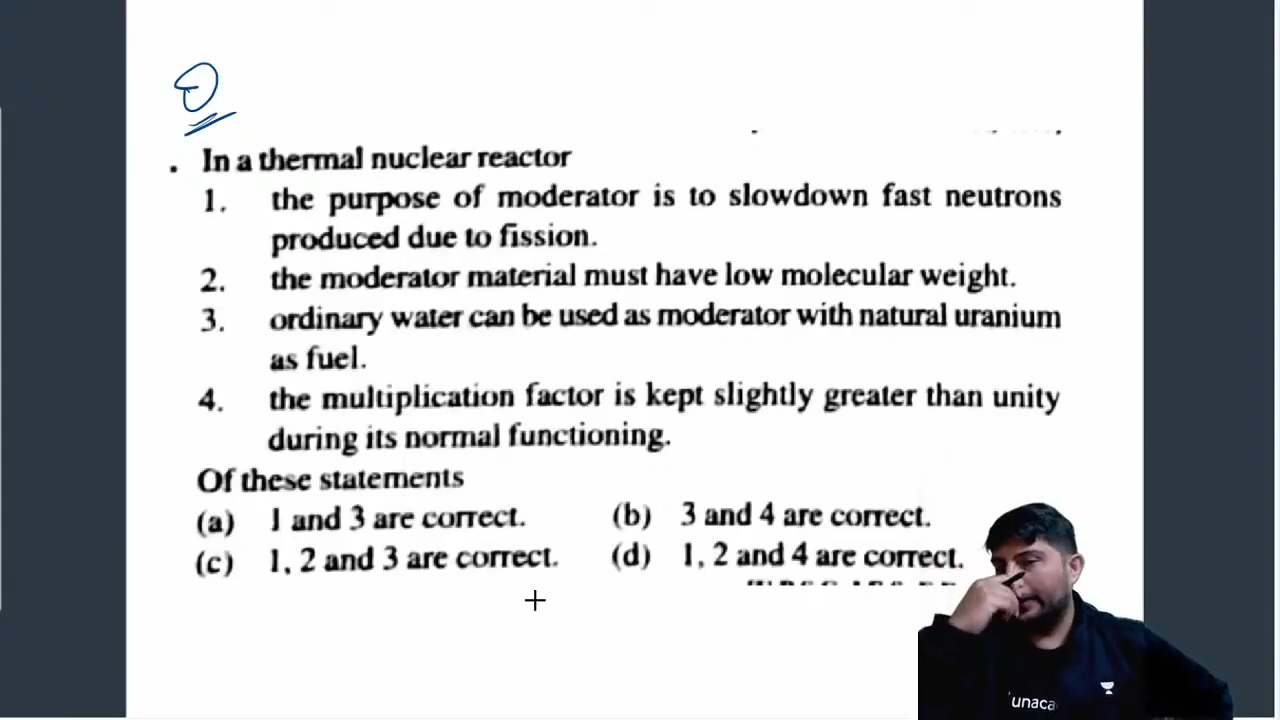 . In a thermal nuclear reactor
1. the purpose of moderator is to slowdown fast neutrons
produced due to fission.
2. the moderator material must have low molecular weight.
3. ordinary water can be used as moderator with natural uranium
as fuel.
4. the multiplication factor is kept slightly greater than unity
during its normal functioning.
Of these statements
(a) 1 and 3 are correct. (b) 3 and 4 are correct.
(c) 1, 2 and 3 are correct. (d) 1, 2 and 4 are correct.
unaca